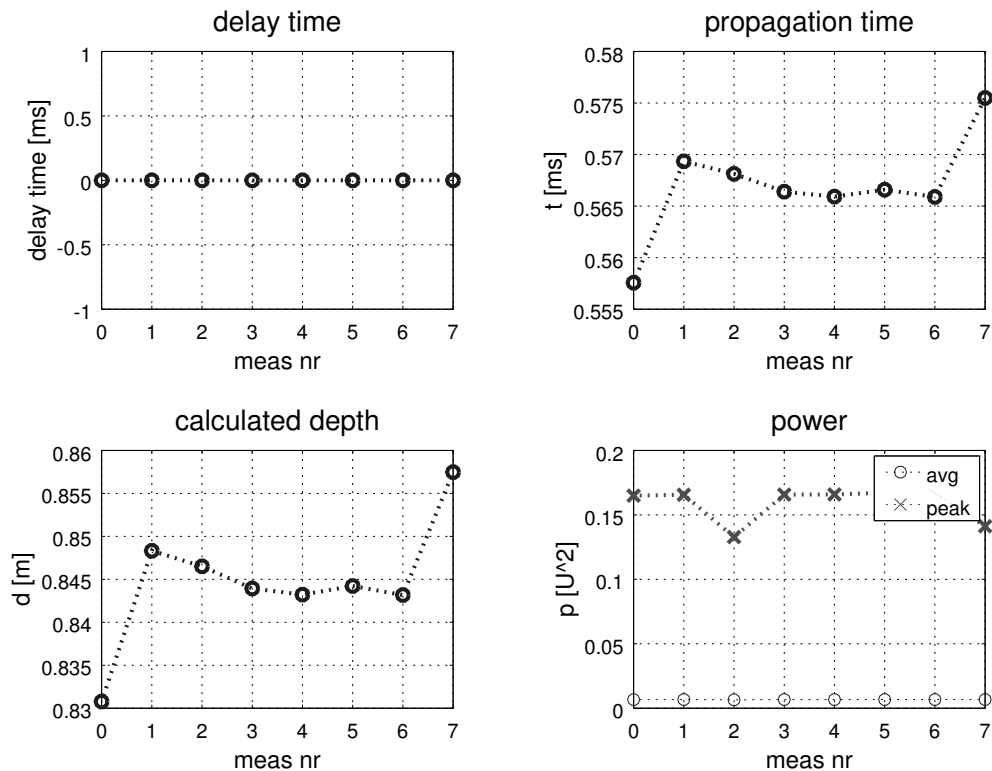 delay time
1
0.5
0
-0.5
-1
delay time [ms]
0 1 2 3 4 5 6 7
meas nr
propagation time
0.58
0.575
0.57
0.565
0.56
0.555
t [ms]
0 1 2 3 4 5 6 7
meas nr
calculated depth
0.86
0.855
0.85
0.845
0.84
0.835
0.83
d [m]
0 1 2 3 4 5 6 7
meas nr
power
0.2
0.15
0.1
0.05
0
p [U^2]
avg
peak
0 1 2 3 4 5 6 7
meas nr